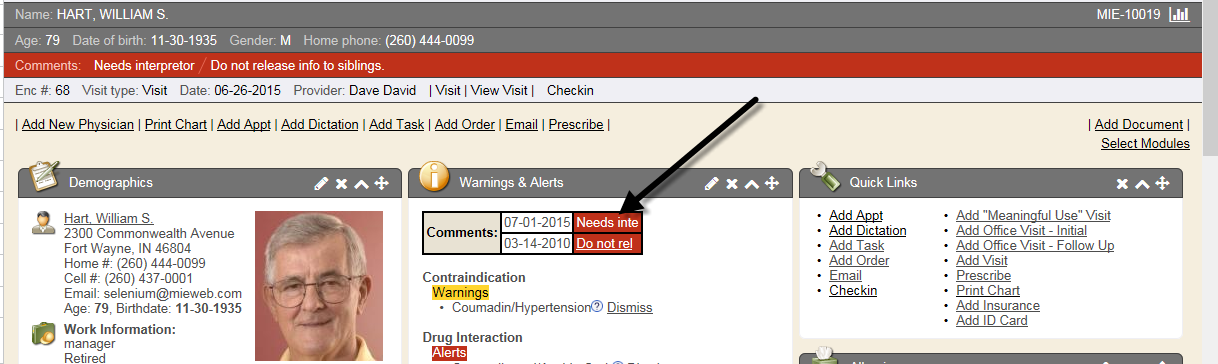 Name: HART, WILLIAM S. MIE-10019
Age: 79 Date of birth: 11-30-1935 Gender: M Home phone: (260) 444-0099
Comments: Needs interpretor / Do not release info to siblings.
Enc #: 68 Visit type: Visit Date: 06-26-2015 Provider: Dave David | Visit | View Visit | Checkin
| Add New Physician | Print Chart | Add Appt | Add Dictation | Add Task | Add Order | Email | Prescribe |
| Add Document |
Select Modules
Demographics
Hart, William S.
2300 Commonwealth Avenue
Fort Wayne, IN 46804
Home #: (260) 444-0099
Cell #: (260) 437-0001
Email: selenium@mieweb.com
Age: 79, Birthdate: 11-30-1935
Work Information:
manager
Retired
Warnings & Alerts
Comments: 07-01-2015 Needs inte
03-14-2010 Do not rel
Contraindication
Warnings
• Coumadin/Hypertension? Dismiss
Drug Interaction
Alerts
Quick Links
• Add Appt
• Add Dictation
• Add Task
• Add Order
• Email
• Checkin
• Add "Meaningful Use" Visit
• Add Office Visit - Initial
• Add Office Visit - Follow Up
• Add Visit
• Prescribe
• Print Chart
• Add Insurance
• Add ID Card